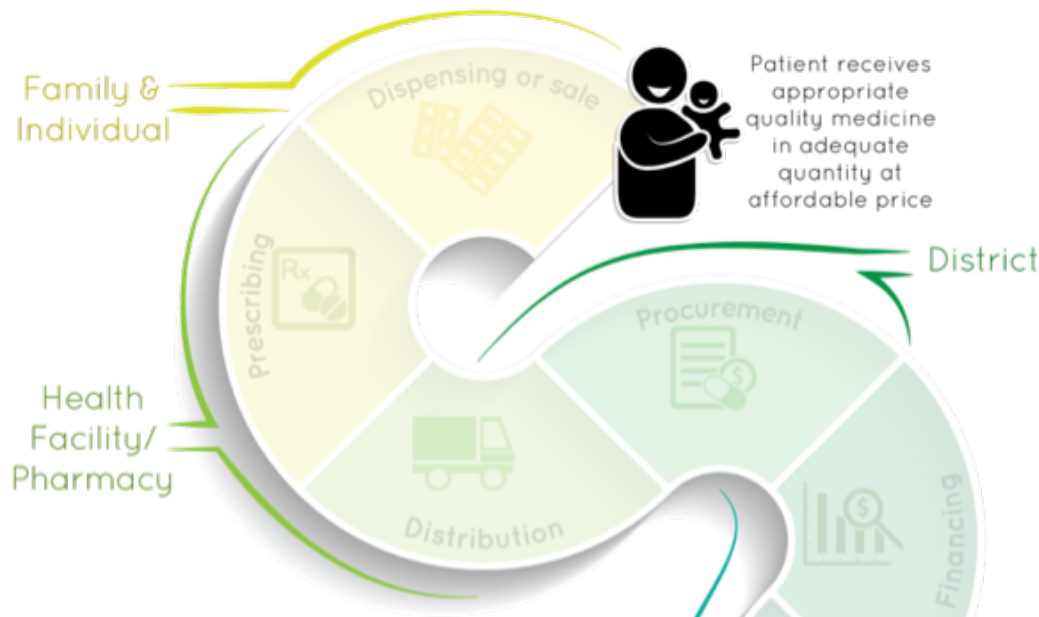 Family &
Individual
Dispensing or sale
Patient receives
appropriate
quality medicine
in adequate
quantity at
affordable price
District
Prescribing
Rx
Procurement
$
Health
Facility/
Pharmacy
Distribution
$
Financing